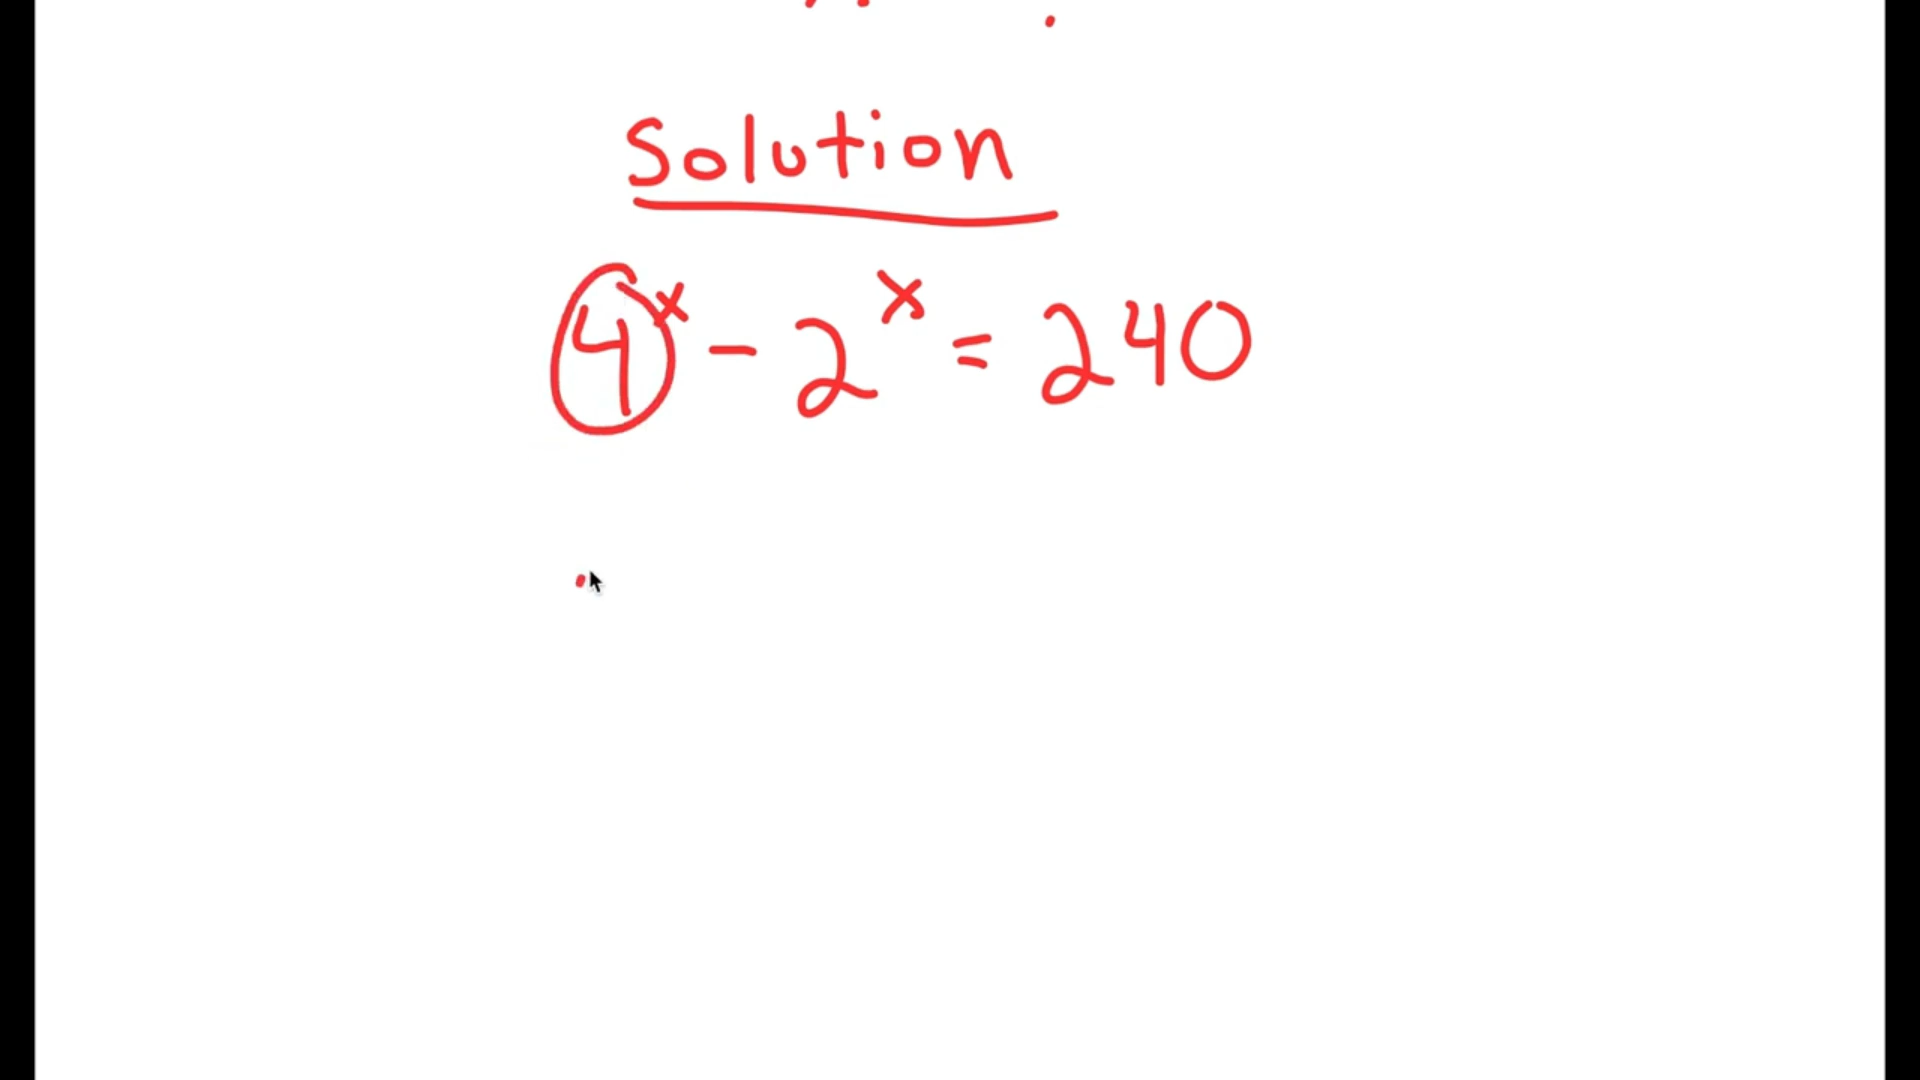 Solution
4^x - 2^x = 240